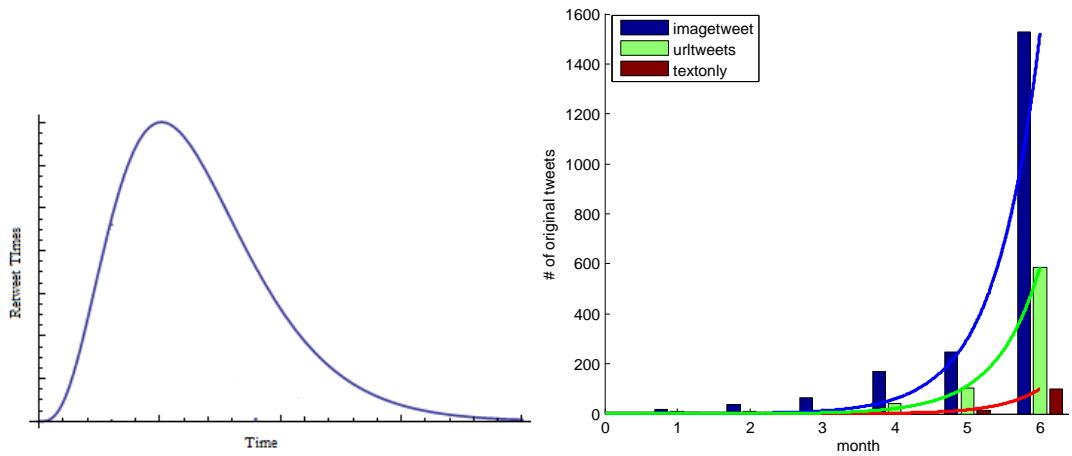 Retweet TImes
Time
imagetweet
urltweets
textonly
# of original tweets
1600
1400
1200
1000
800
600
400
200
0
0 1 2 3 4 5 6
month